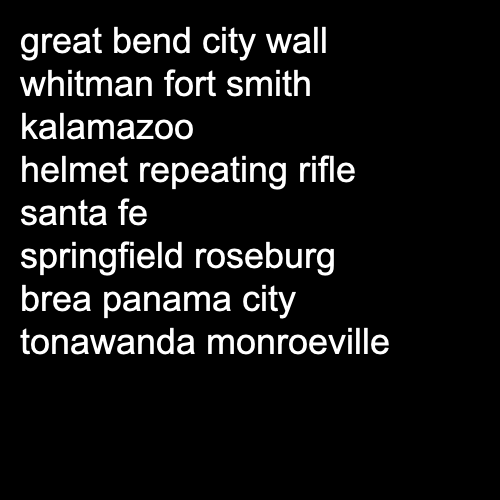 great bend city wall
whitman fort smith
kalamazoo
helmet repeating rifle
santa fe
springfield roseburg
brea panama city
tonawanda monroeville